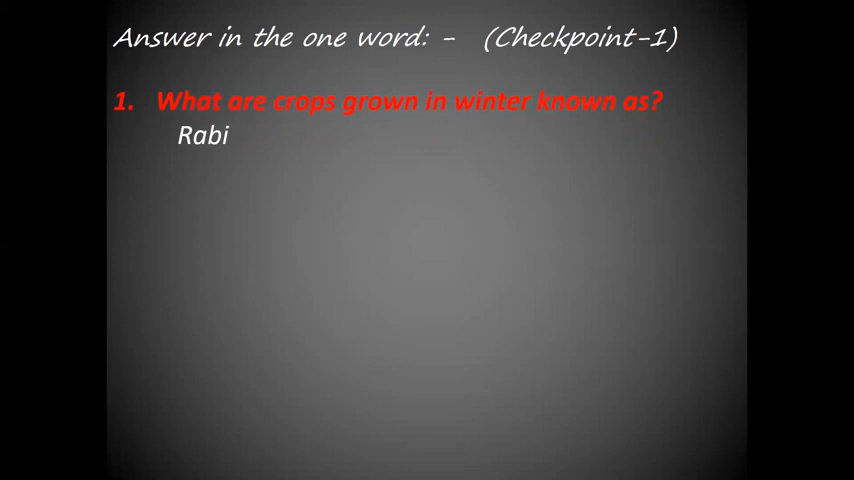 Answer in the one word: - (Checkpoint-1)
1. What are crops grown in winter known as?
Rabi